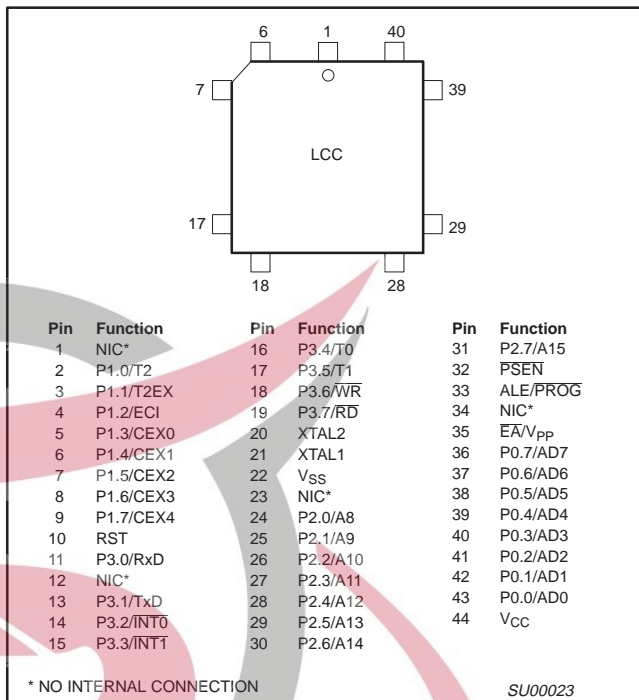 6 1 40
7 39
LCC
17 29
18 28
Pin Function
1 NIC*
2 P1.0/T2
3 P1.1/T2EX
4 P1.2/ECI
5 P1.3/CEX0
6 P1.4/CEX1
7 P1.5/CEX2
8 P1.6/CEX3
9 P1.7/CEX4
10 RST
11 P3.0/RxD
12 NIC*
13 P3.1/TxD
14 P3.2/INT0
15 P3.3/INT1
Pin Function
16 P3.4/T0
17 P3.5/T1
18 P3.6/WR
19 P3.7/RD
20 XTAL2
21 XTAL1
22 VSS
23 NIC*
24 P2.0/A8
25 P2.1/A9
26 P2.2/A10
27 P2.3/A11
28 P2.4/A12
29 P2.5/A13
30 P2.6/A14
Pin Function
31 P2.7/A15
32 PSEN
33 ALE/PROG
34 NIC*
35 EA/VPP
36 P0.7/AD7
37 P0.6/AD6
38 P0.5/AD5
39 P0.4/AD4
40 P0.3/AD3
41 P0.2/AD2
42 P0.1/AD1
43 P0.0/AD0
44 VCC
* NO INTERNAL CONNECTION
SU00023